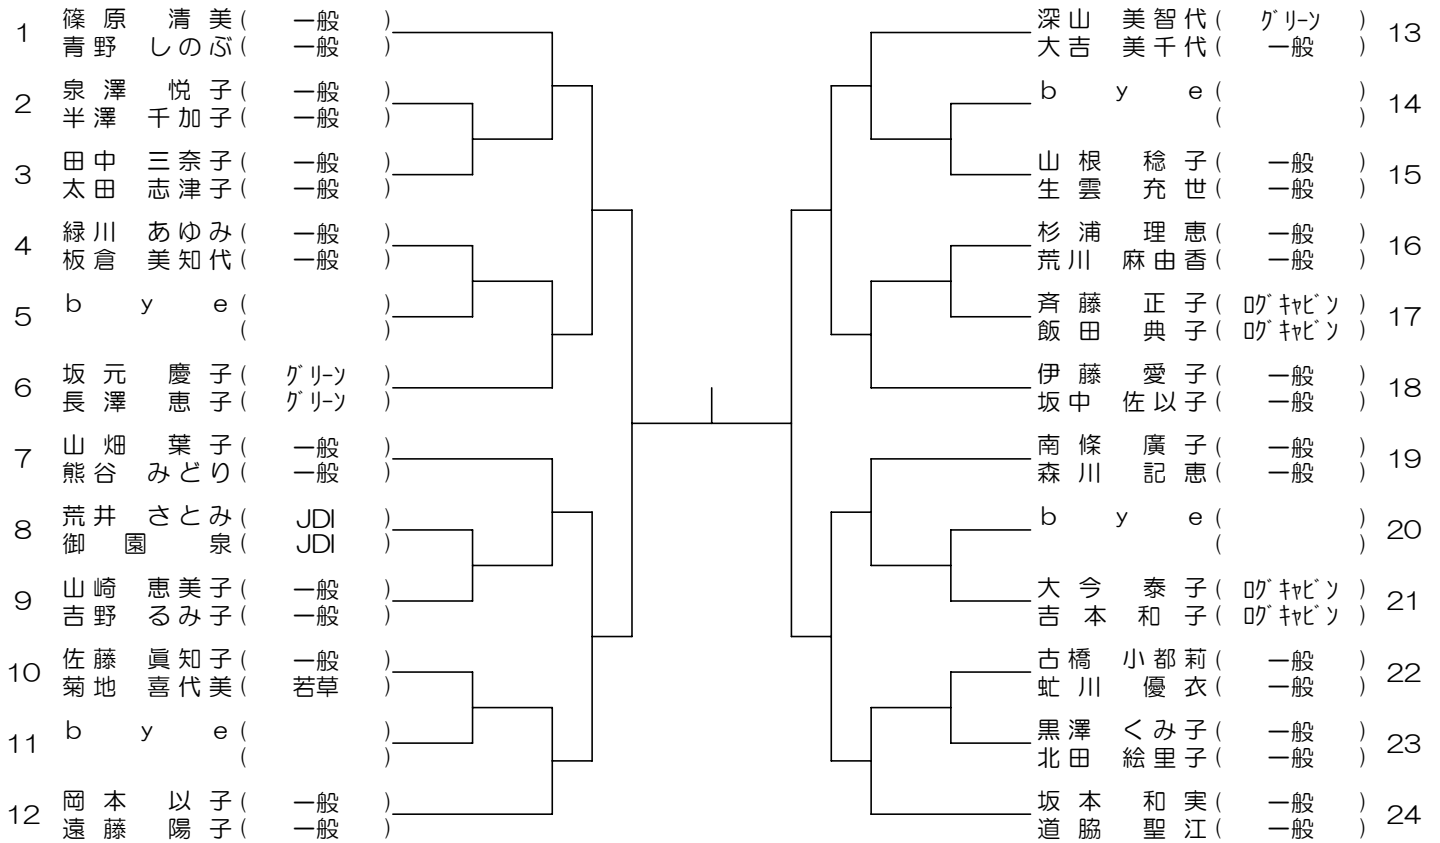 1
篠原 清美( 一般 )
青野 しのぶ( 一般 )
2
泉澤 悦子( 一般 )
半澤 千加子( 一般 )
3
田中 三奈子( 一般 )
太田 志津子( 一般 )
4
緑川 あゆみ( 一般 )
板倉 美知代( 一般 )
5
bye( )
( )
6
坂元 慶子( グリーン )
長澤 恵子( グリーン )
7
山畑 葉子( 一般 )
熊谷 みどり( 一般 )
8
荒井 さとみ( JDI )
御園 泉( JDI )
9
山崎 恵美子( 一般 )
吉野 るみ子( 一般 )
10
佐藤 眞知子( 一般 )
菊地 喜代美( 若草 )
11
bye( )
( )
12
岡本 以子( 一般 )
遠藤 陽子( 一般 )
深山 美智代( グリーン )
大吉 美千代( 一般 )
13
bye( )
( )
14
山根 稔子( 一般 )
生雲 充世( 一般 )
15
杉浦 理恵( 一般 )
荒川 麻由香( 一般 )
16
斉藤 正子( ログキャビン )
飯田 典子( ログキャビン )
17
伊藤 愛子( 一般 )
坂中 佐以子( 一般 )
18
南條 廣子( 一般 )
森川 記恵( 一般 )
19
bye( )
( )
20
大今 泰子( ログキャビン )
吉本 和子( ログキャビン )
21
古橋 小都莉( 一般 )
虻川 優衣( 一般 )
22
黒澤 くみ子( 一般 )
北田 絵里子( 一般 )
23
坂本 和実( 一般 )
道脇 聖江( 一般 )
24